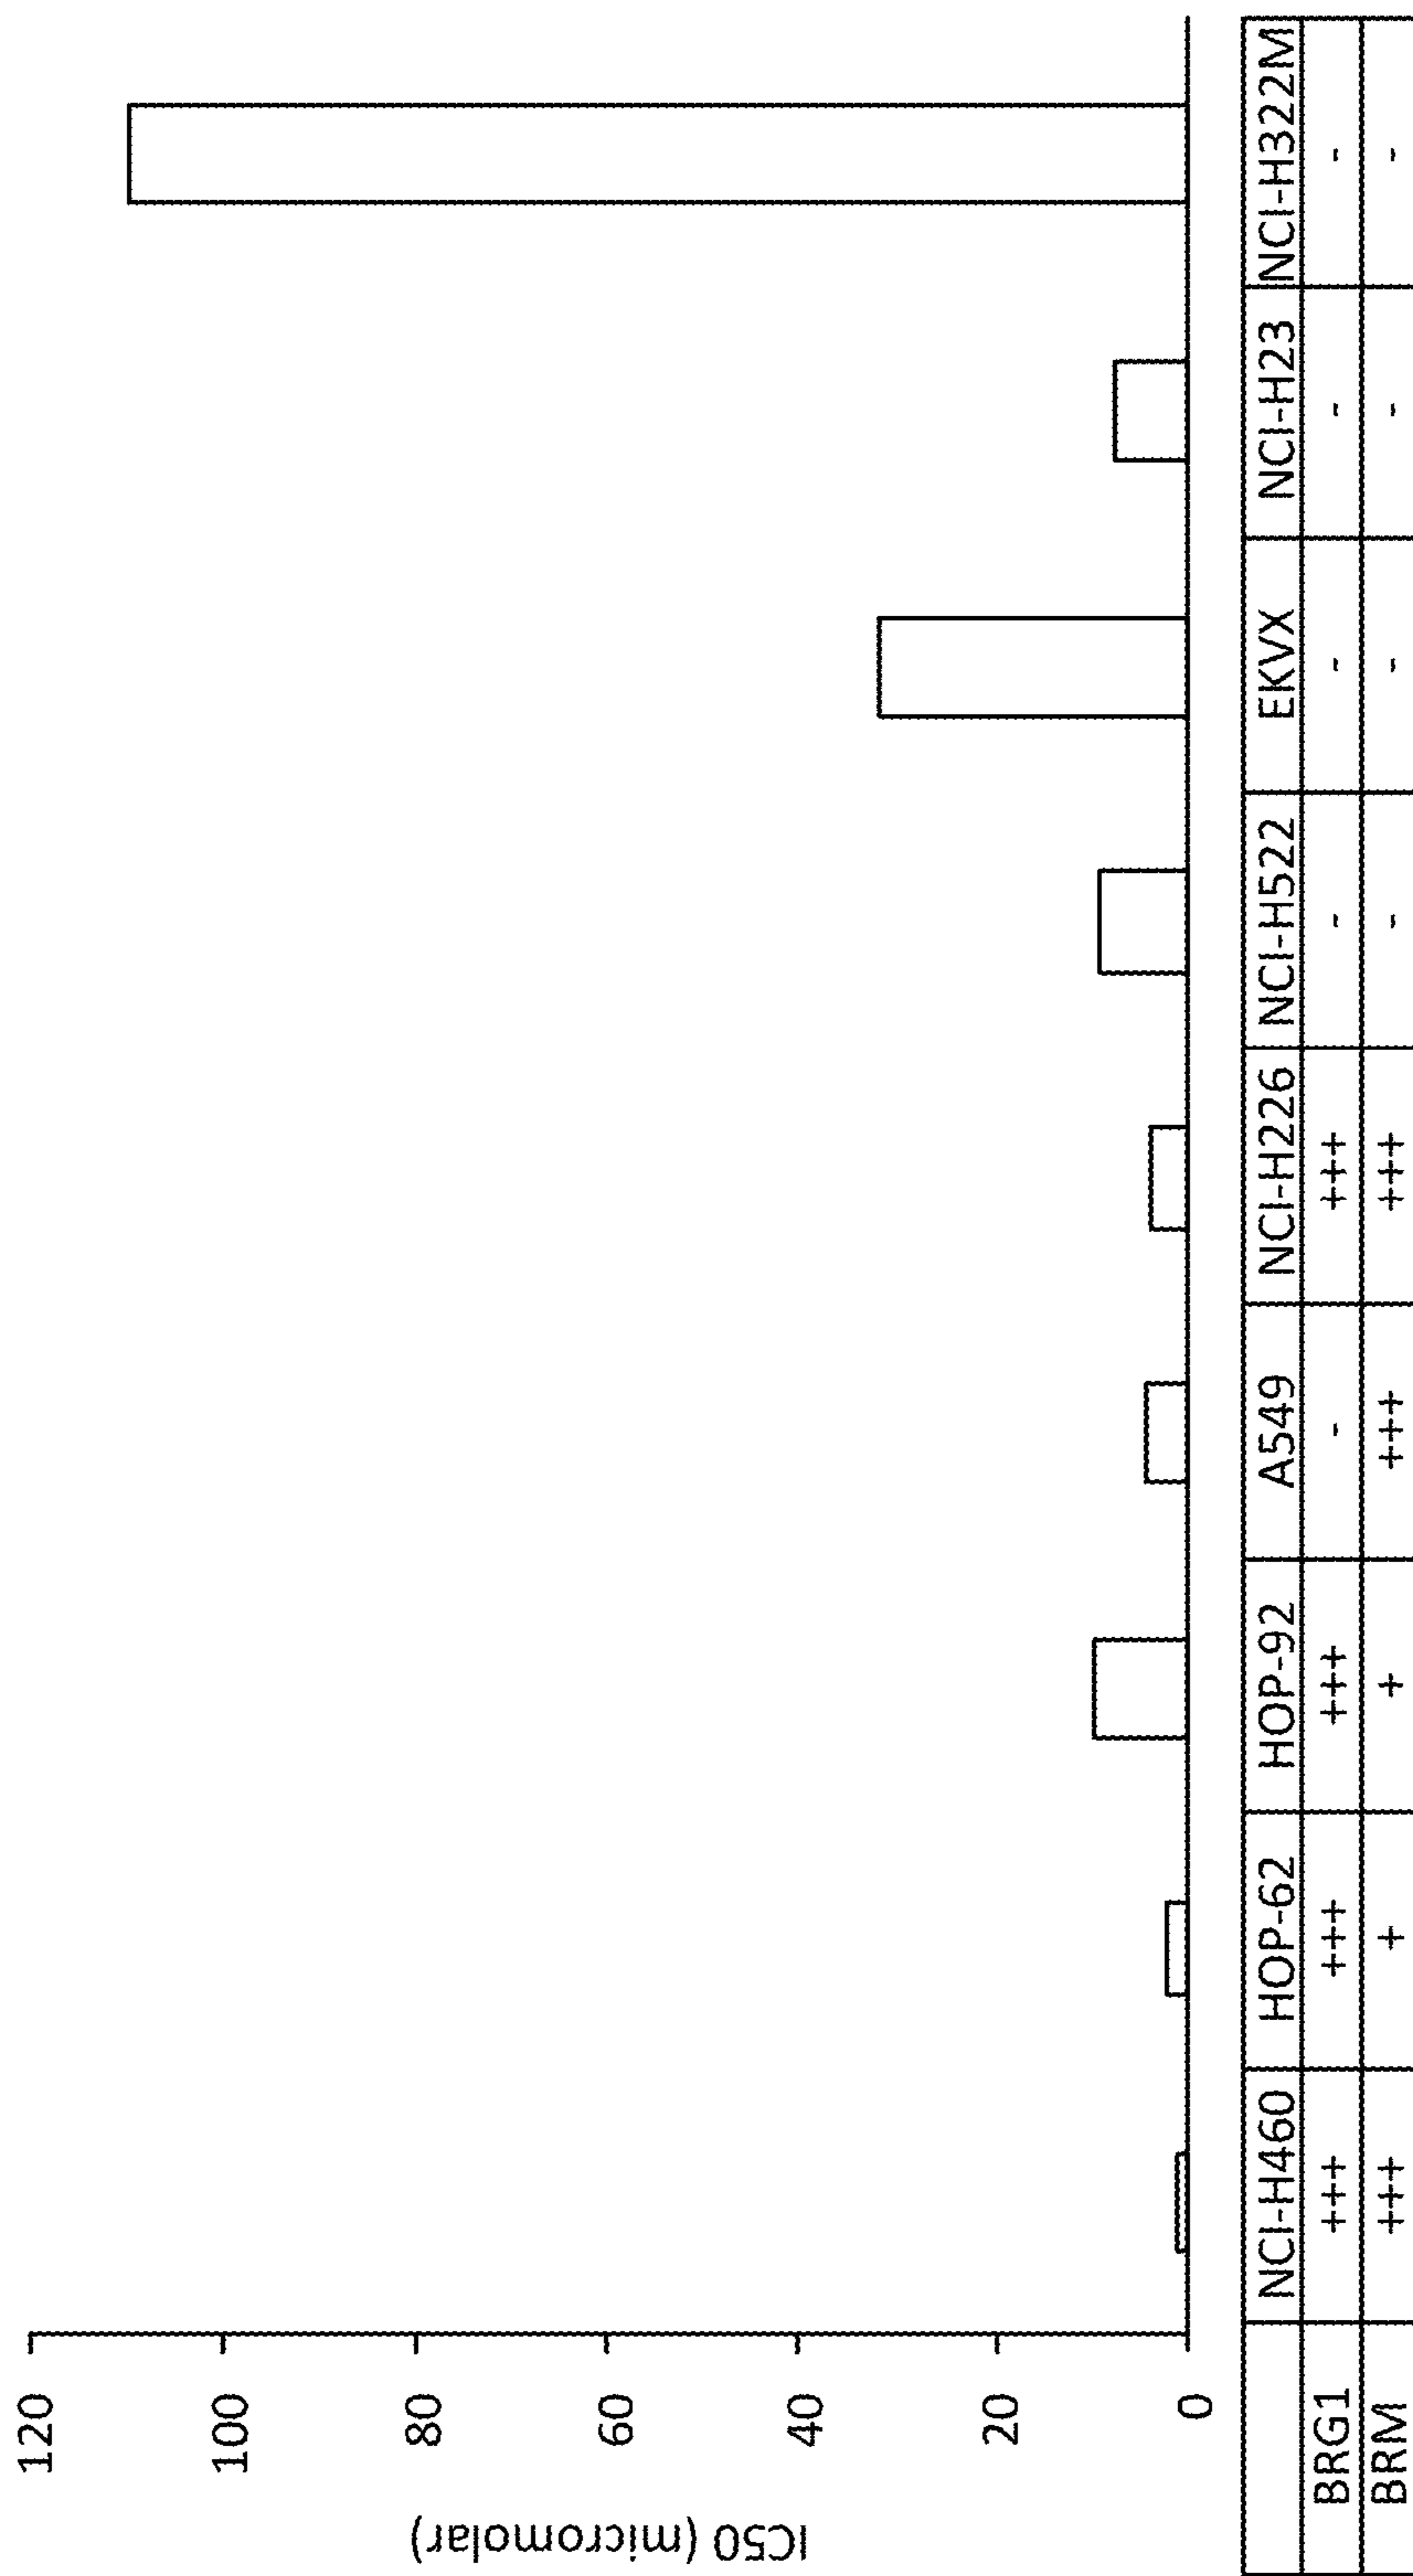 IC50 (micromolar)
120
100
80
60
40
20
0
NCI-H460 HOP-62 HOP-92 A549 NCI-H226 NCI-H522 EKVX NCI-H23 NCI-H322M
BRG1 +++ +++ +++ - +++ - - - -
BRM +++ + + +++ +++ - - - -